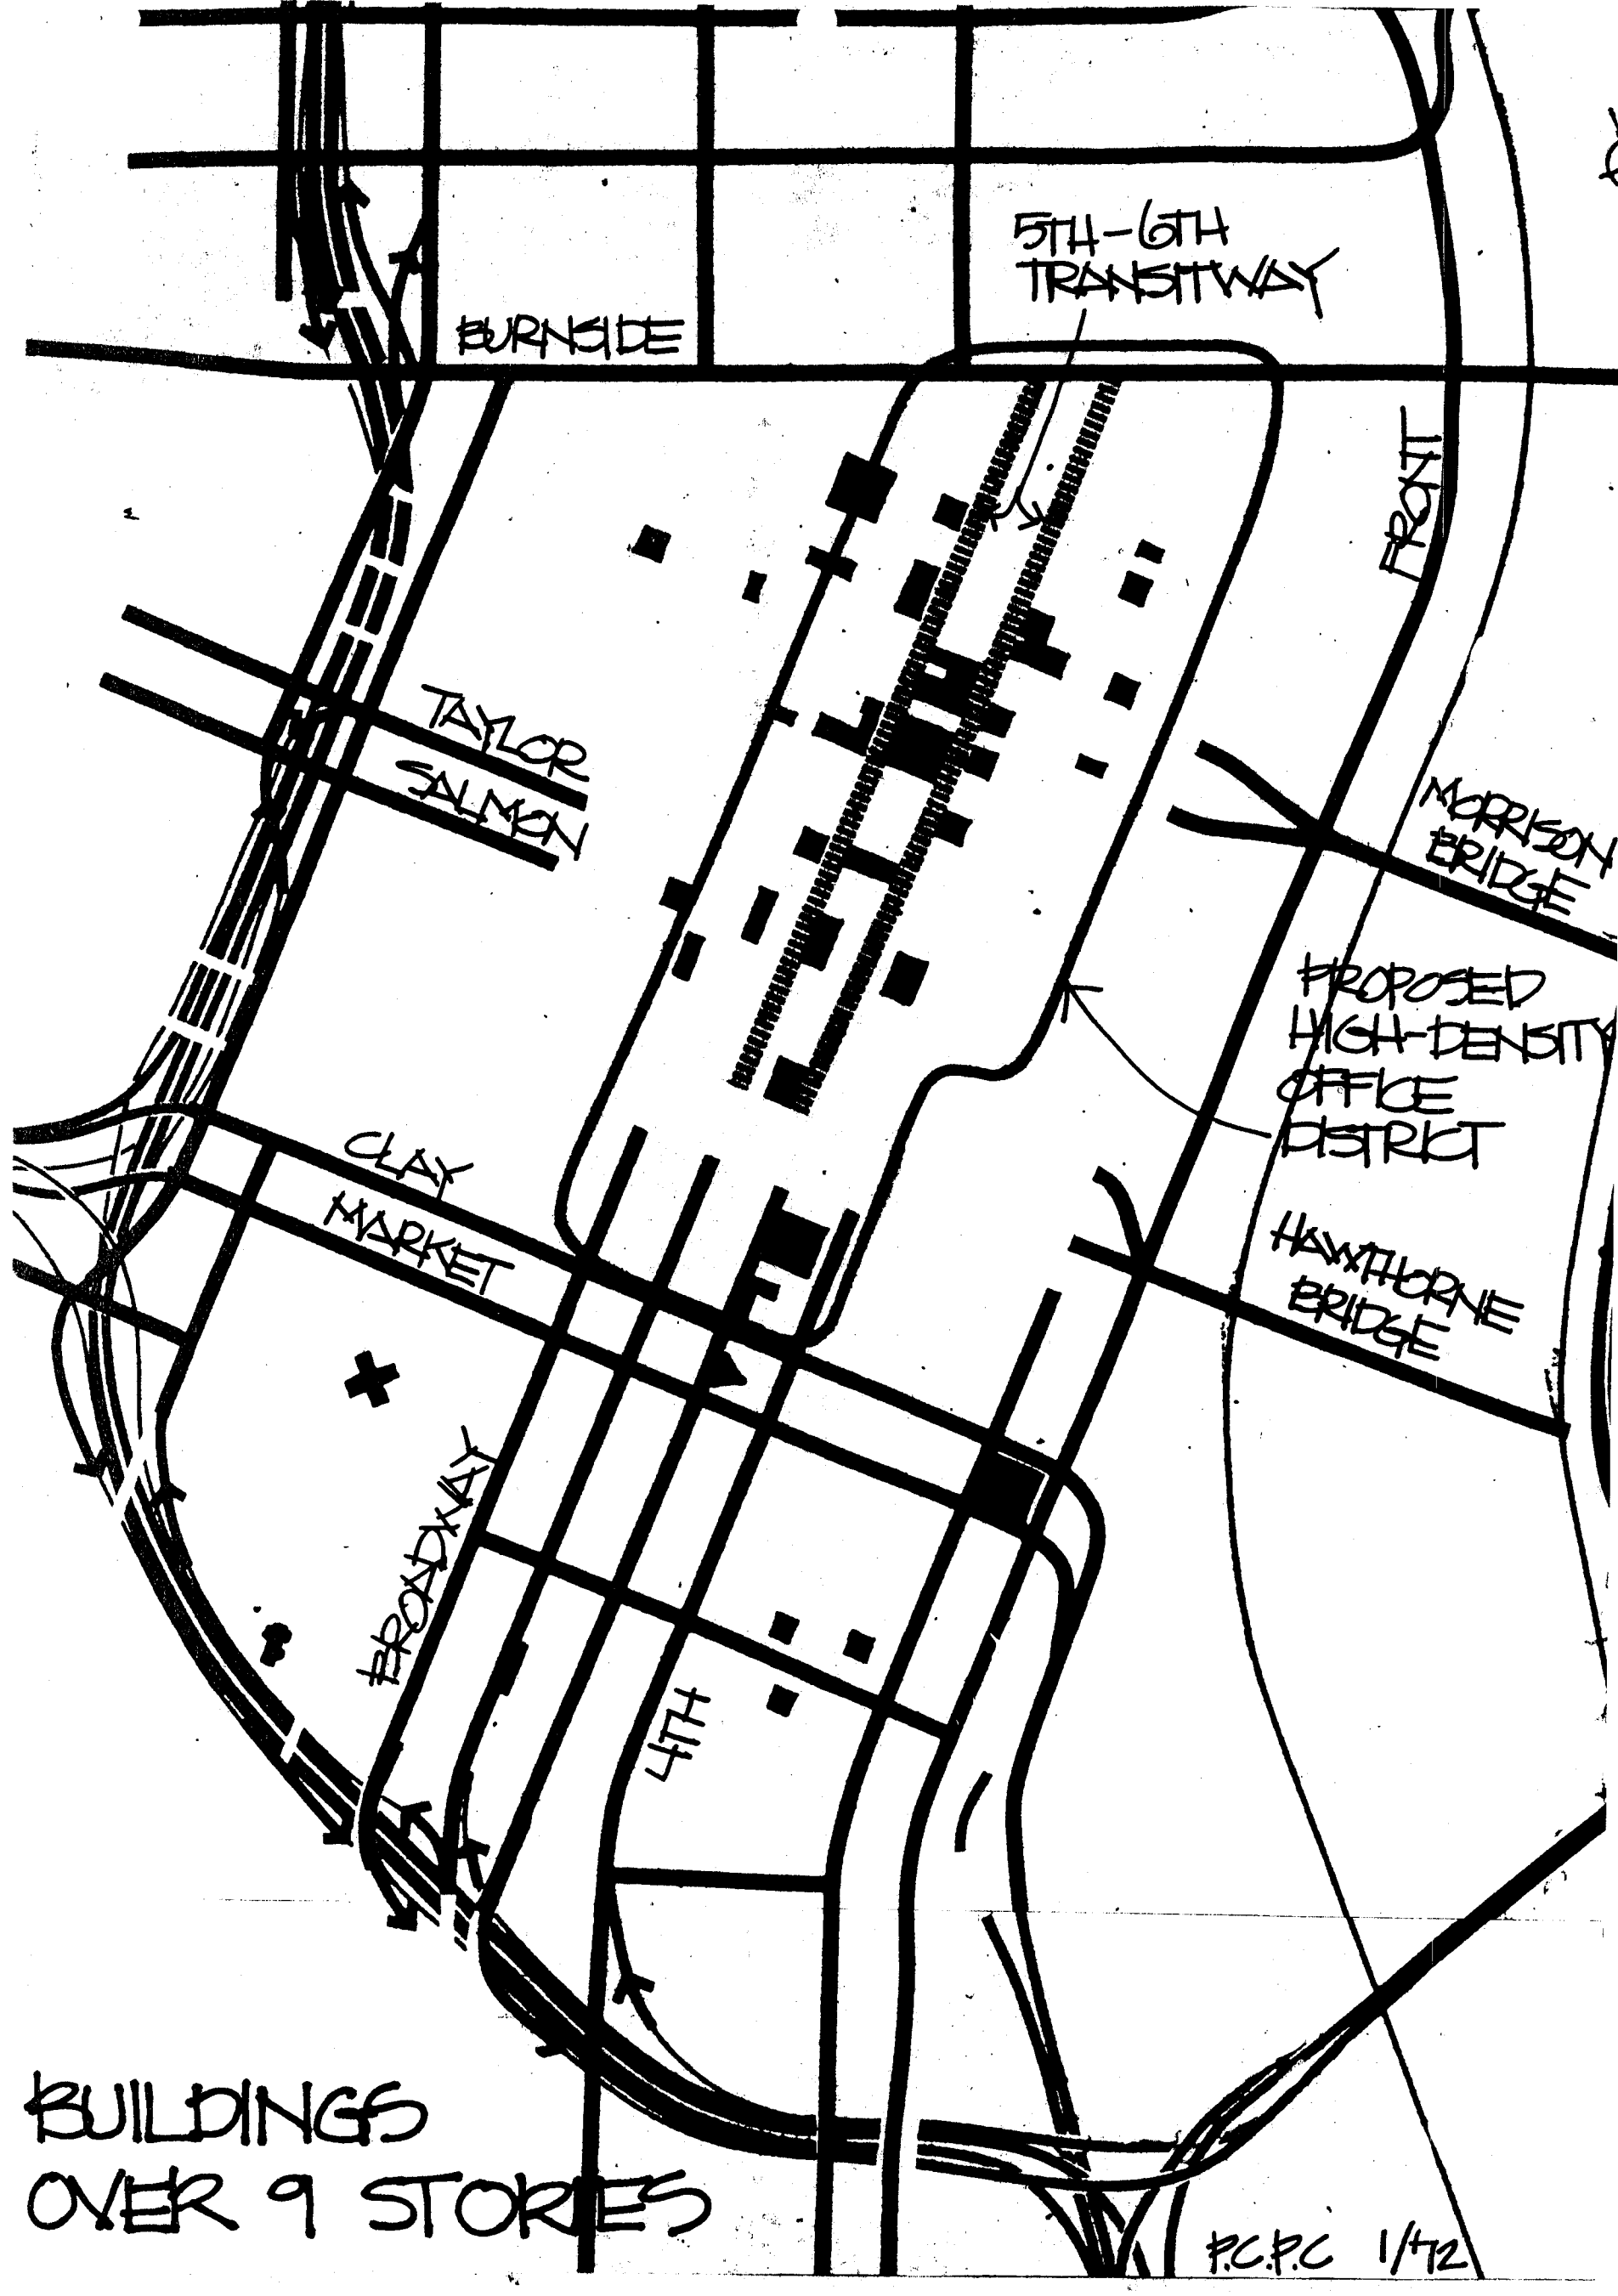 5TH-6TH
TRANSITWAY
BURNSIDE
FRONT
TAYLOR
SALMON
MORRISON
BRIDGE
PROPOSED
HIGH-DENSITY
OFFICE
DISTRICT
CLAY
MARKET
HAWTHORNE
BRIDGE
BROADWAY
4TH
BUILDINGS
OVER 9 STORIES
P.C.P.C 1/72